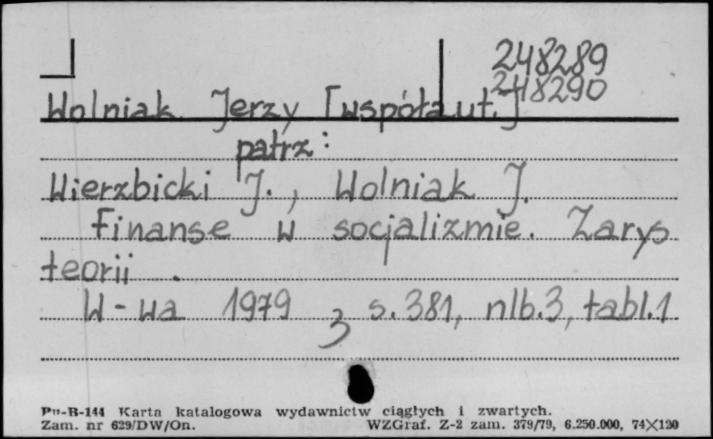 248289
248290
Wolniak Jerzy [współaut.]
patrz:
Wierzbicki J., Wolniak J.
Finanse w socjalizmie. Zarys
teorii.
W-wa 1979 s. 381, nlb. 3, tabl. 1
3
Pu-B-144 Karta katalogowa wydawnictw ciągłych i zwartych.
Zam. nr 629/DW/On. WZGraf. Z-2 zam. 379/79, 6.250.000, 74×120